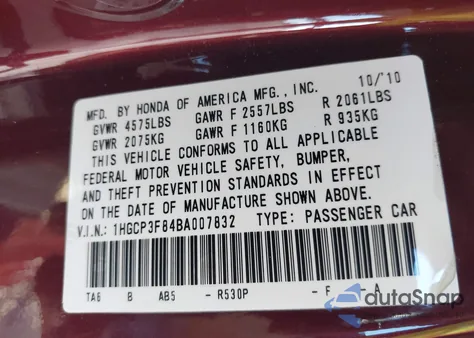 MFD. BY HONDA OF AMERICA MFG., INC. 10/'10
GVWR 4575LBS GAWR F 2557LBS R 2061LBS
GVWR 2075KG GAWR F 1160KG R 935KG
THIS VEHICLE CONFORMS TO ALL APPLICABLE
FEDERAL MOTOR VEHICLE SAFETY, BUMPER,
AND THEFT PREVENTION STANDARDS IN EFFECT
ON THE DATE OF MANUFACTURE SHOWN ABOVE.
V.I.N.: 1HGCP3F84BA007832 TYPE: PASSENGER CAR
TA6 B AB5 - R530P - F - A
autoSnap